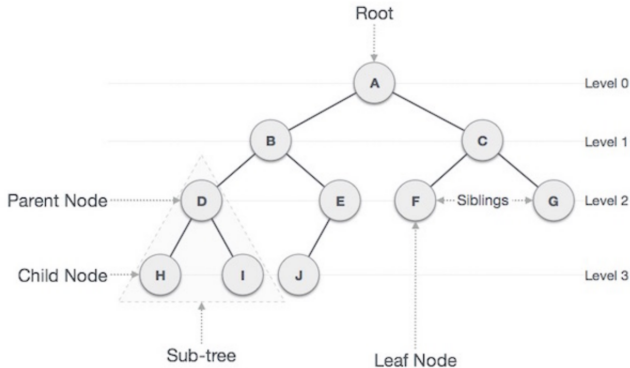 Root
A
Level 0
B
C
Level 1
Parent Node
D
E
F
Siblings
G
Level 2
Child Node
H
I
J
Level 3
Sub-tree
Leaf Node